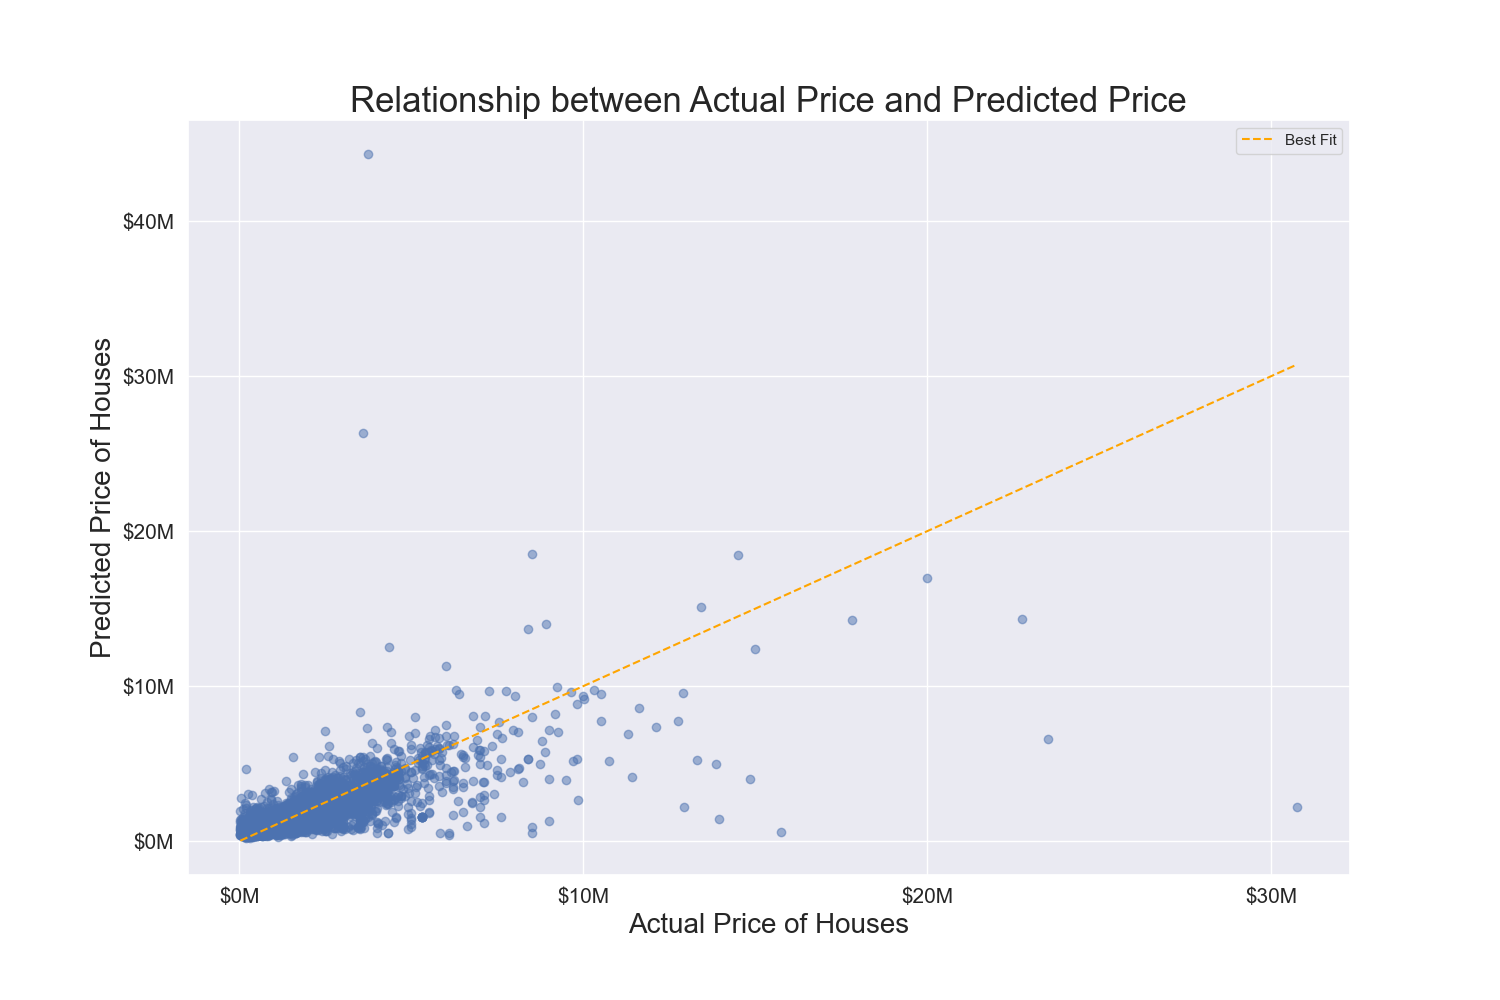 Relationship between Actual Price and Predicted Price
Best Fit
$40M
$30M
$20M
$10M
$0M
Predicted Price of Houses
$0M
$10M
$20M
$30M
Actual Price of Houses